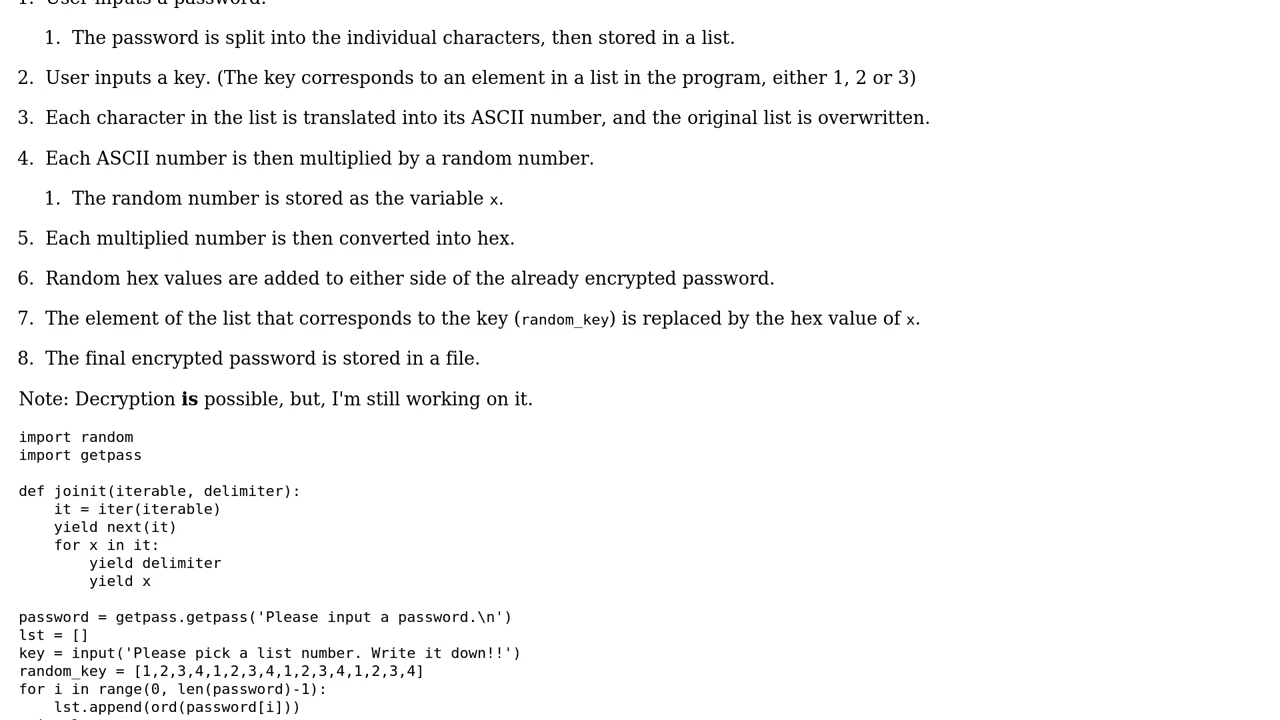 1. User inputs a password.
1. The password is split into the individual characters, then stored in a list.
2. User inputs a key. (The key corresponds to an element in a list in the program, either 1, 2 or 3)
3. Each character in the list is translated into its ASCII number, and the original list is overwritten.
4. Each ASCII number is then multiplied by a random number.
1. The random number is stored as the variable x.
5. Each multiplied number is then converted into hex.
6. Random hex values are added to either side of the already encrypted password.
7. The element of the list that corresponds to the key (random_key) is replaced by the hex value of x.
8. The final encrypted password is stored in a file.
Note: Decryption is possible, but, I'm still working on it.
import random
import getpass
def joinit(iterable, delimiter):
    it = iter(iterable)
    yield next(it)
    for x in it:
        yield delimiter
        yield x
password = getpass.getpass('Please input a password.\n')
lst = []
key = input('Please pick a list number. Write it down!!')
random_key = [1,2,3,4,1,2,3,4,1,2,3,4,1,2,3,4]
for i in range(0, len(password)-1):
    lst.append(ord(password[i]))